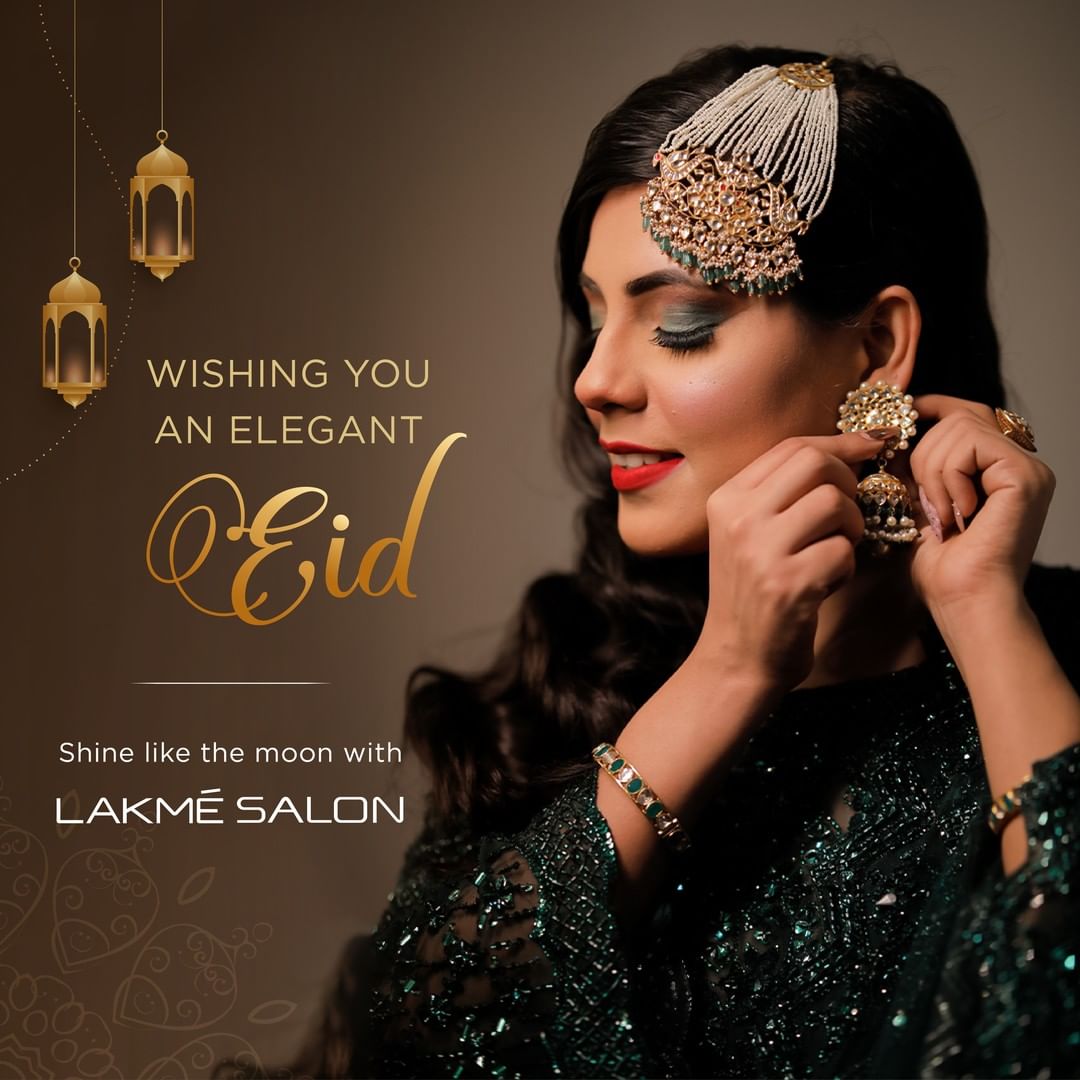 WISHING YOU
AN ELEGANT
Eid
Shine like the moon with
LAKMÉ SALON